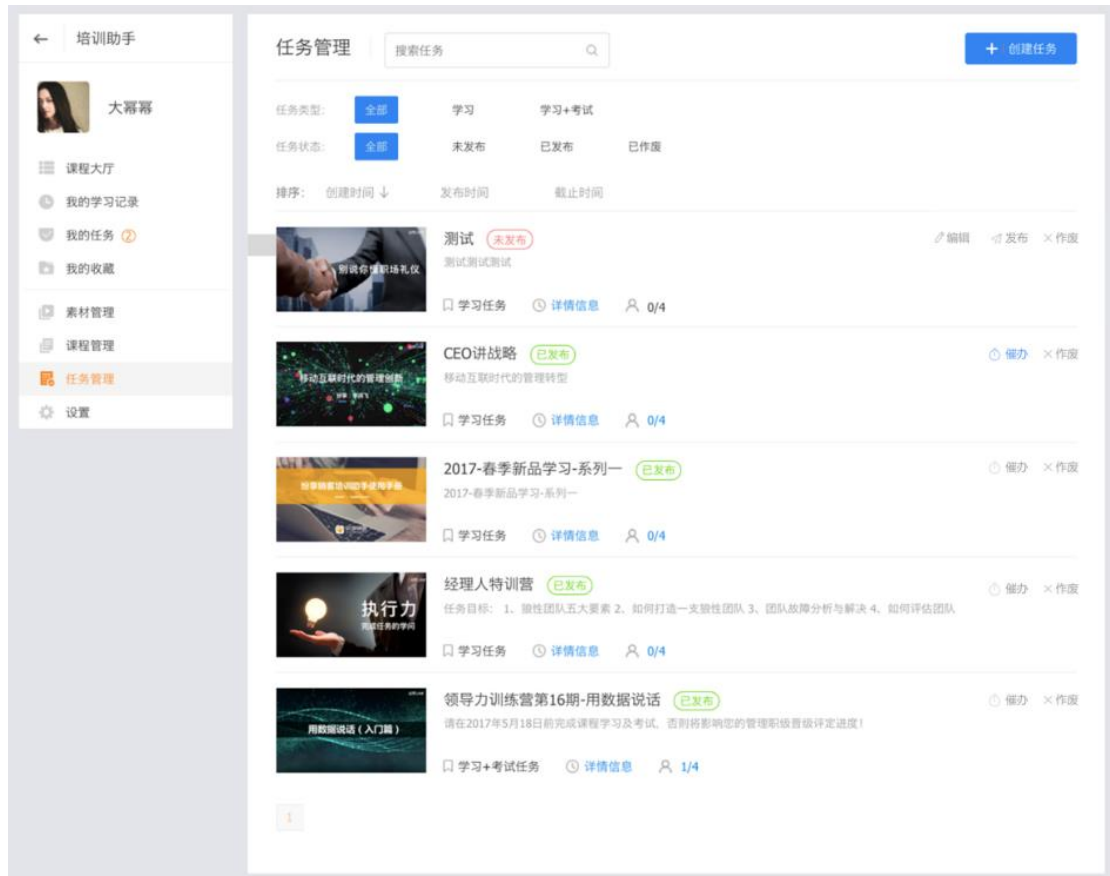 培训助手
大幂幂
课程大厅
我的学习记录
我的任务 2
我的收藏
素材管理
课程管理
任务管理
设置
任务管理 搜索任务 + 创建任务
任务类型: 全部 学习 学习+考试
任务状态: 全部 未发布 已发布 已作废
排序: 创建时间↓ 发布时间 截止时间
别说你懂职场礼仪
测试 未发布 编辑 发布 ×作废
测试测试测试
学习任务 详情信息 0/4
移动互联时代的管理创新
CEO讲战略 已发布 催办 ×作废
移动互联时代的管理转型
学习任务 详情信息 0/4
纷享销客培训助手使用手册
2017-春季新品学习-系列一 已发布 催办 ×作废
2017-春季新品学习-系列一
学习任务 详情信息 0/4
执行力
完成任务的学问
经理人特训营 已发布 催办 ×作废
任务目标: 1、狼性团队五大要素 2、如何打造一支狼性团队 3、团队故障分析与解决 4、如何评估团队
学习任务 详情信息 0/4
用数据说话(入门篇)
领导力训练营第16期-用数据说话 已发布 催办 ×作废
请在2017年5月18日前完成课程学习及考试,否则将影响您的管理职级晋级评定进度!
学习+考试任务 详情信息 1/4
1